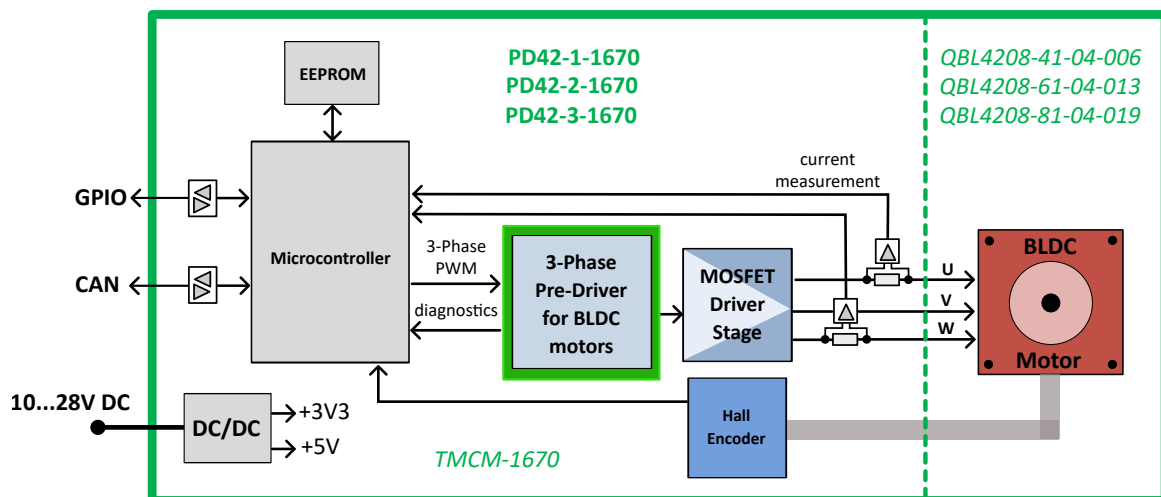 PD42-1-1670
PD42-2-1670
PD42-3-1670
QBL4208-41-04-006
QBL4208-61-04-013
QBL4208-81-04-019
EEPROM
current
measurement
GPIO
CAN
Microcontroller
3-Phase
PWM
diagnostics
3-Phase
Pre-Driver
for BLDC
motors
MOSFET
Driver
Stage
U
V
W
BLDC
Motor
10...28V DC
DC/DC
+3V3
+5V
Hall
Encoder
TMCM-1670